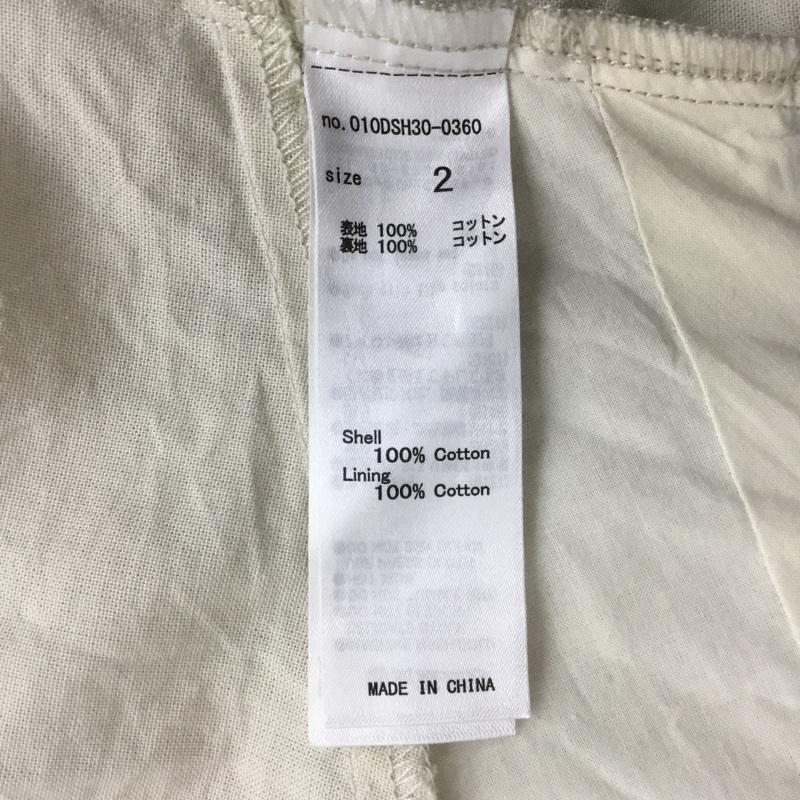 no.010DSH30-0360
size 2
表地 100% コットン
裏地 100% コットン
Shell
100% Cotton
Lining
100% Cotton
MADE IN CHINA